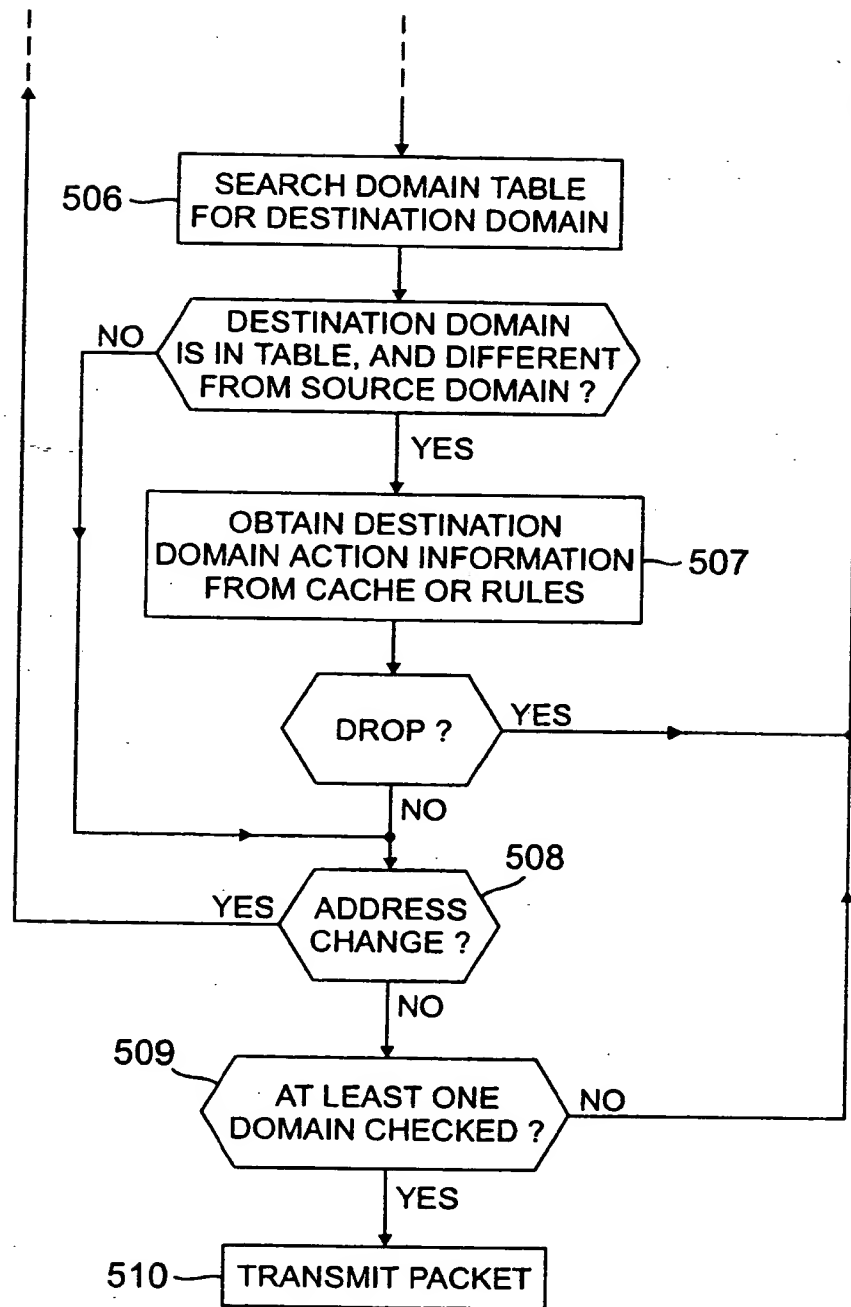 506
SEARCH DOMAIN TABLE
FOR DESTINATION DOMAIN
DESTINATION DOMAIN
IS IN TABLE, AND DIFFERENT
FROM SOURCE DOMAIN ?
NO
YES
OBTAIN DESTINATION
DOMAIN ACTION INFORMATION
FROM CACHE OR RULES
507
DROP ?
YES
NO
508
ADDRESS
CHANGE ?
YES
NO
509
AT LEAST ONE
DOMAIN CHECKED ?
NO
YES
510
TRANSMIT PACKET